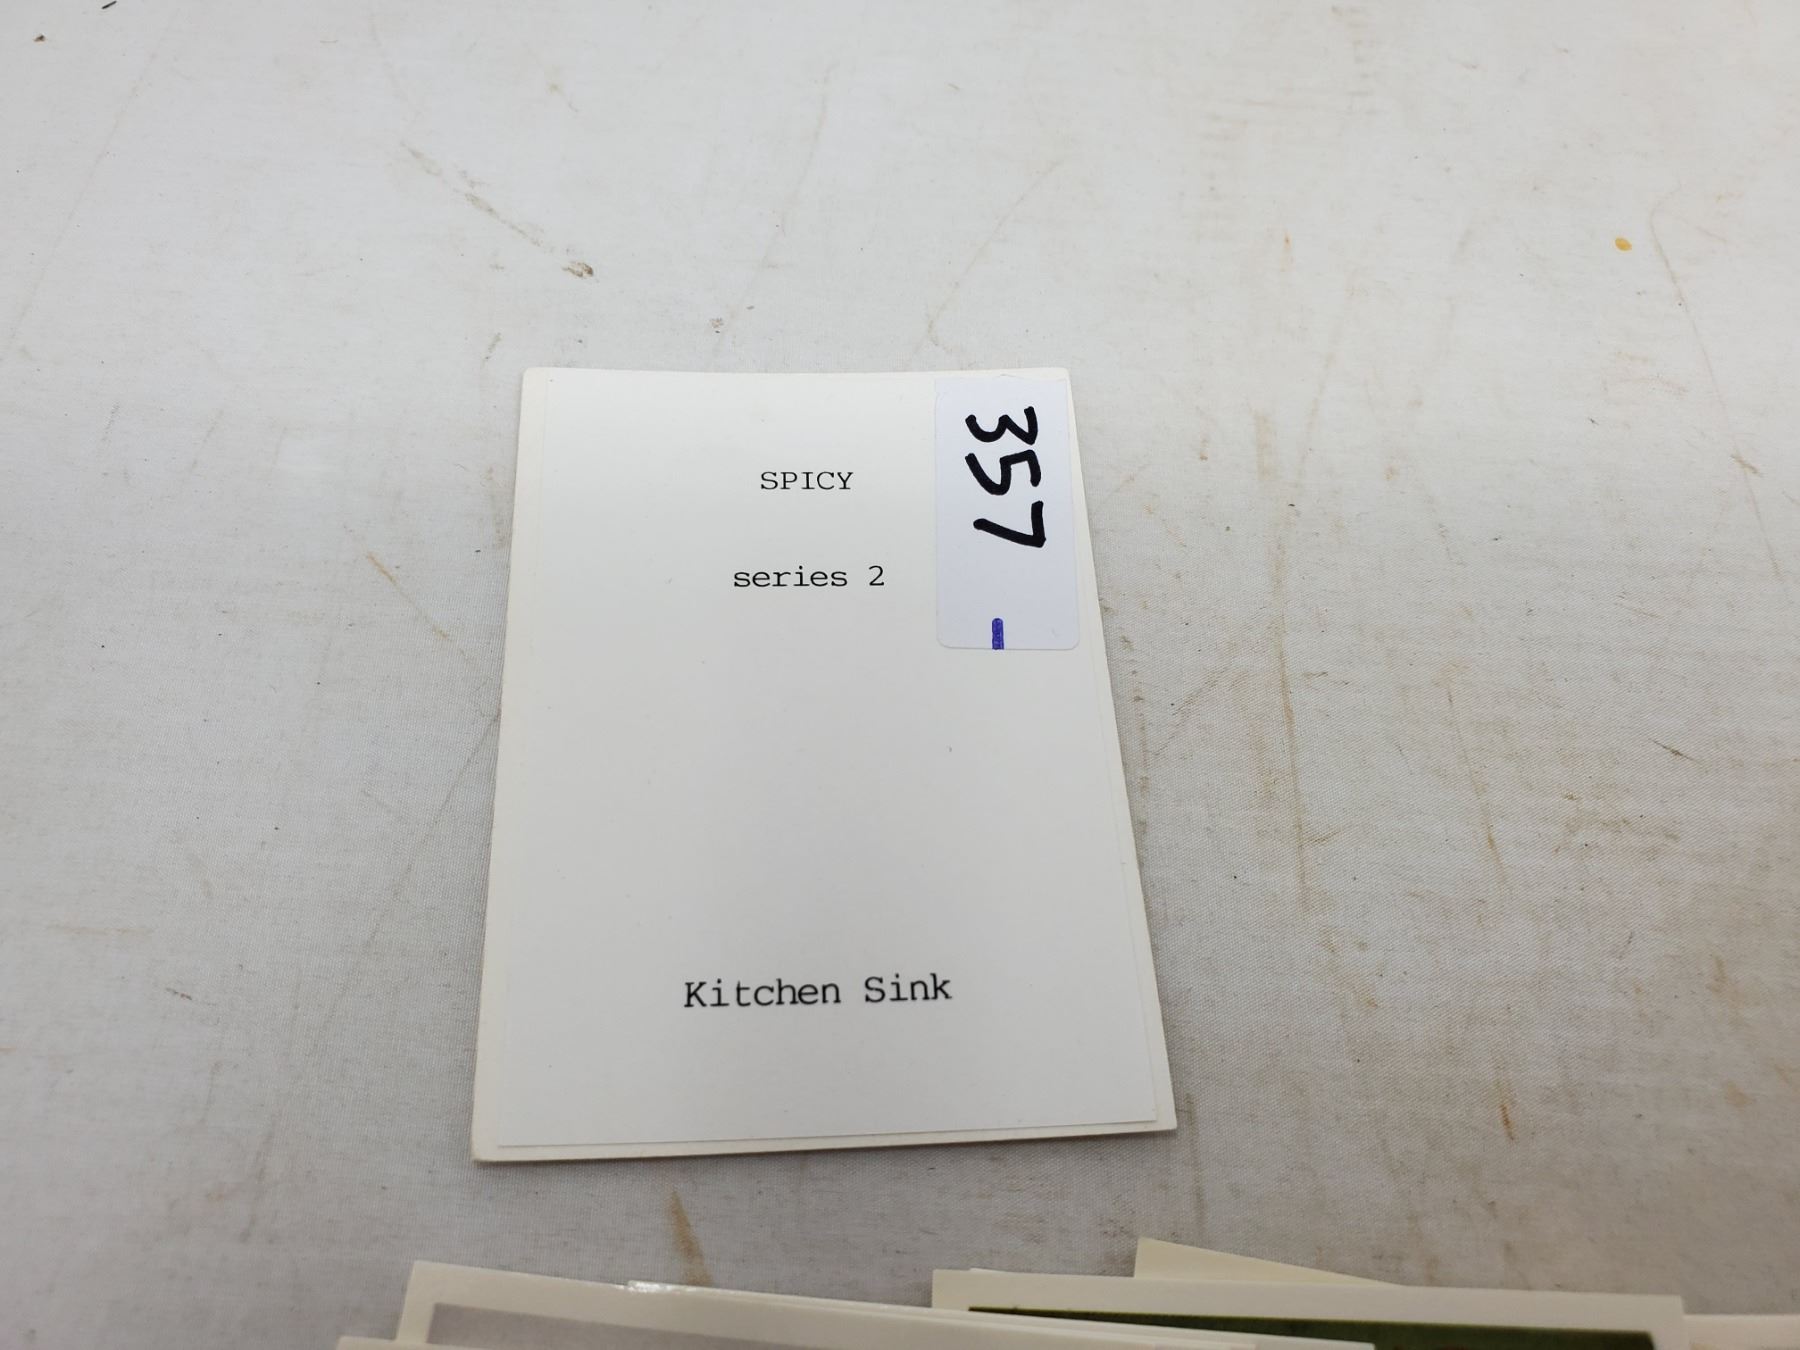 SPICY
series 2
357
Kitchen Sink